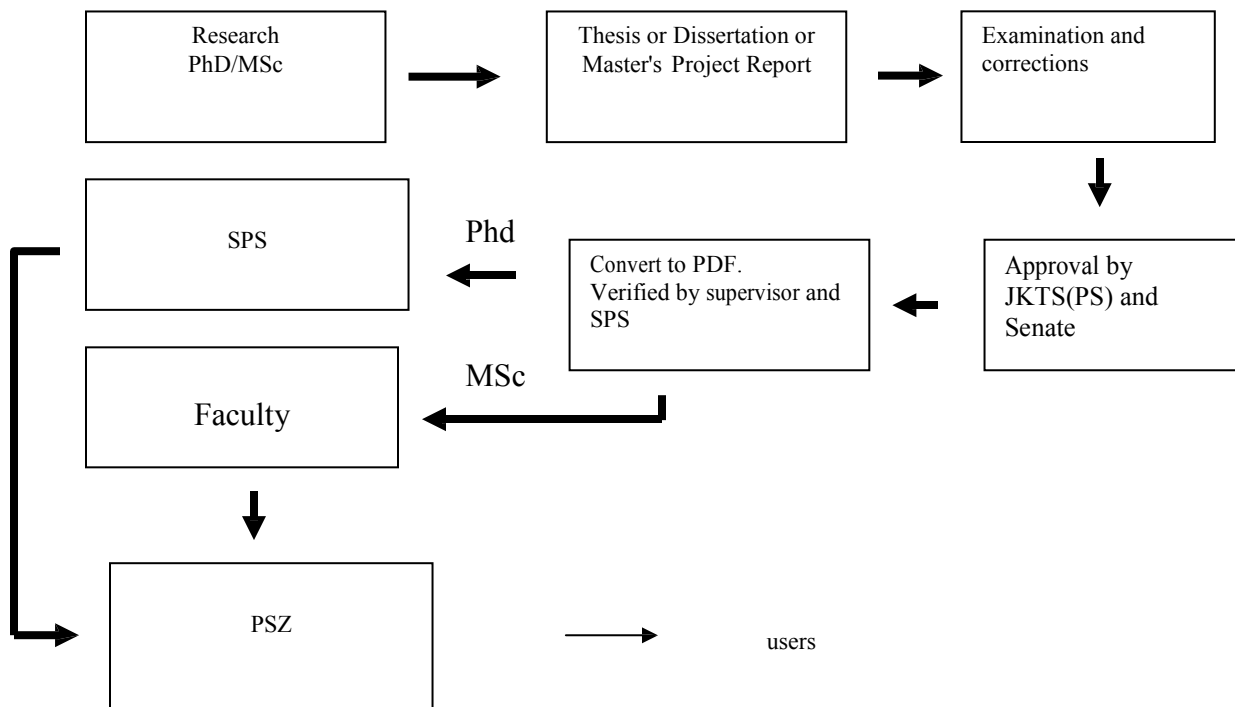 Research
PhD/MSc
Thesis or Dissertation or
Master's Project Report
Examination and
corrections
SPS
Phd
Convert to PDF.
Verified by supervisor and
SPS
Approval by
JKTS(PS) and
Senate
Faculty
MSc
PSZ
users